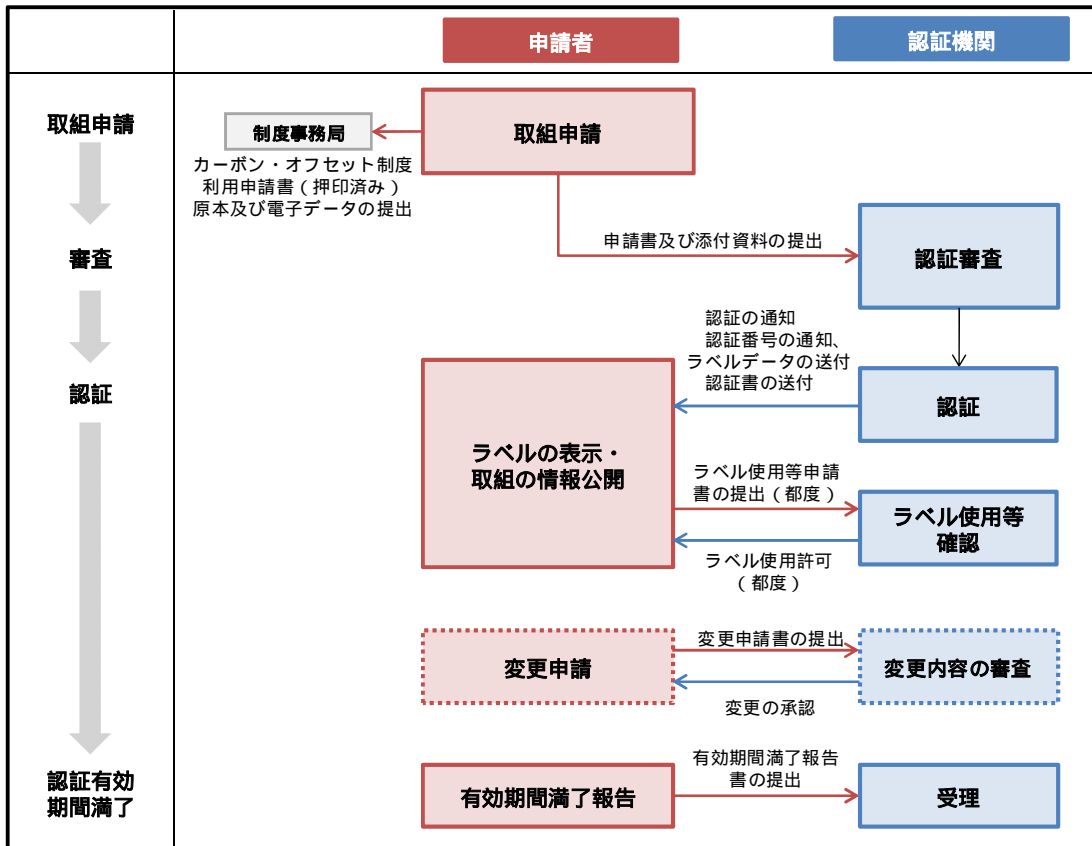 申請者
認証機関
取組申請
審査
認証
認証有効
期間満了
取組申請
制度事務局
カーボン・オフセット制度
利用申請書（押印済み）
原本及び電子データの提出
申請書及び添付資料の提出
認証審査
認証の通知
認証番号の通知、
ラベルデータの送付
認証書の送付
認証
ラベルの表示・
取組の情報公開
ラベル使用等申請
書の提出（都度）
ラベル使用等
確認
ラベル使用許可
（都度）
変更申請
変更申請書の提出
変更内容の審査
変更の承認
有効期間満了報告
有効期間満了報告
書の提出
受理